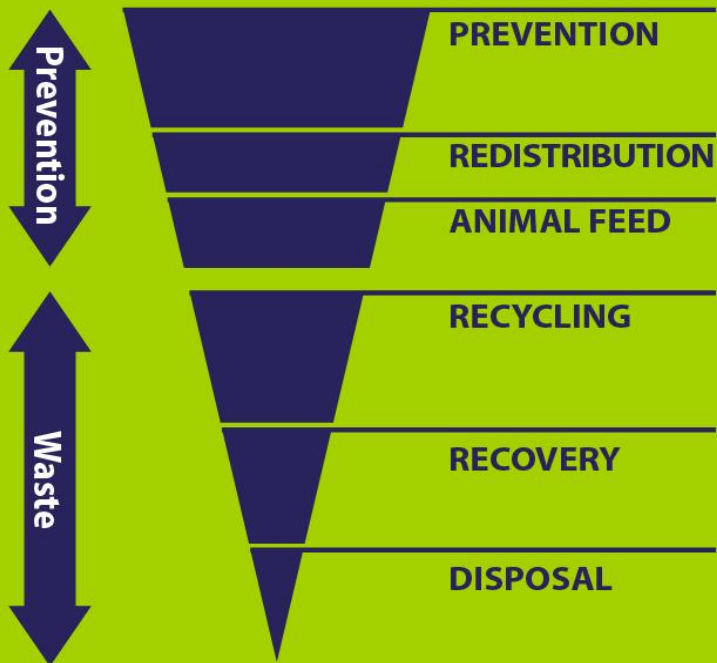 Prevention
PREVENTION
REDISTRIBUTION
ANIMAL FEED
Waste
RECYCLING
RECOVERY
DISPOSAL